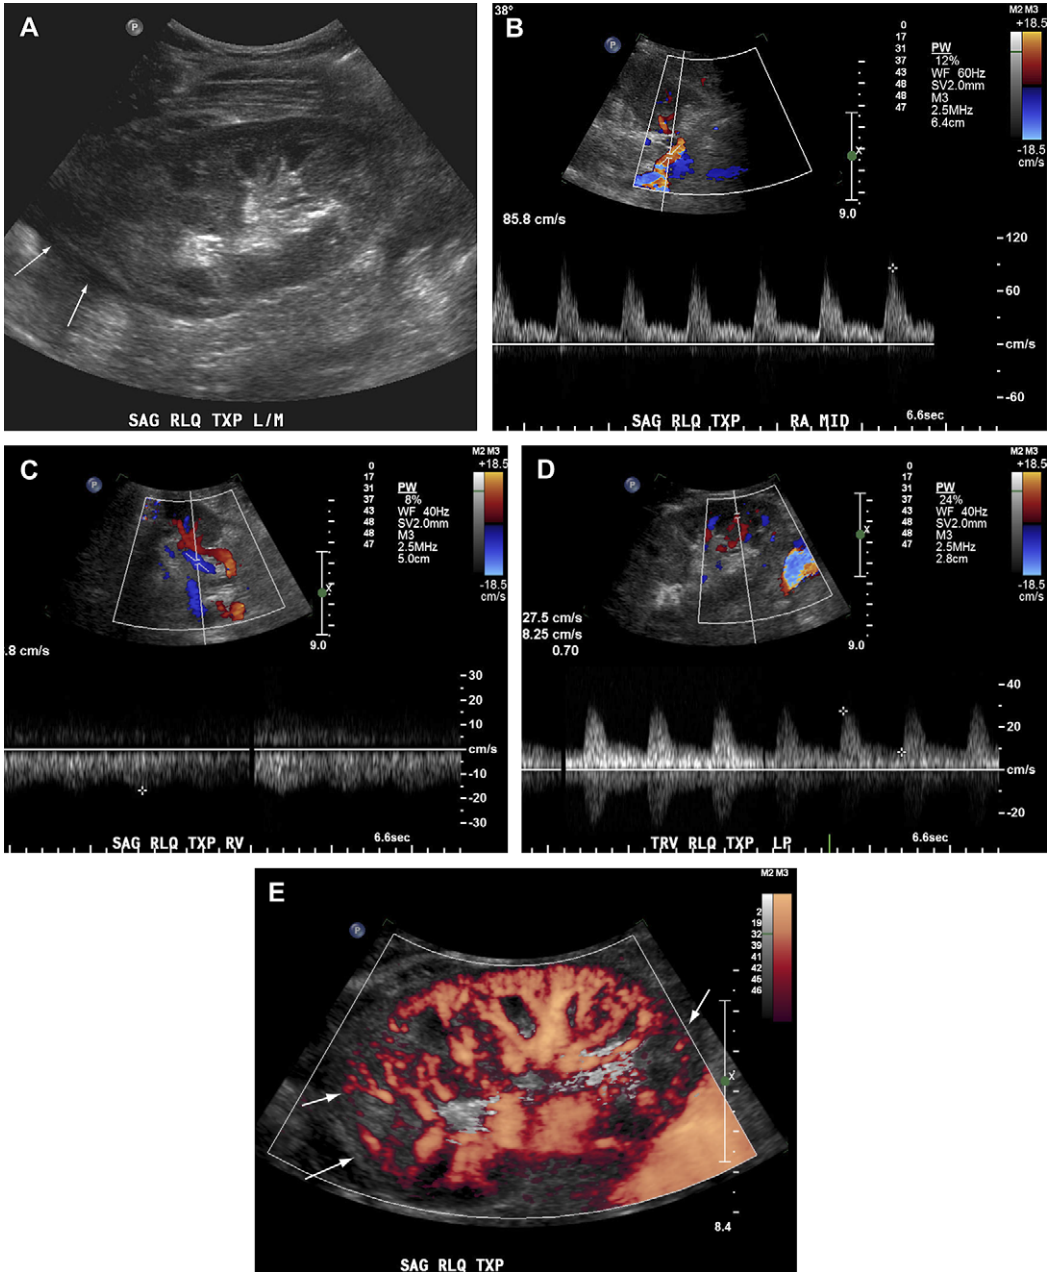 A
P
SAG RLQ TXP L/M
B
38°
P
0
17
31
37
43
48
48
47
PW
12%
WF 60Hz
SV2.0mm
M3
2.5MHz
6.4cm
M2 M3
+18.5
-18.5
cm/s
X
9.0
85.8 cm/s
120
60
cm/s
-60
6.6sec
SAG RLQ TXP RA MID
C
P
0
17
31
37
43
48
48
47
PW
8%
WF 40Hz
SV2.0mm
M3
2.5MHz
5.0cm
M2 M3
+18.5
-18.5
cm/s
X
9.0
.8 cm/s
30
20
10
cm/s
-10
-20
-30
6.6sec
SAG RLQ TXP RV
D
P
0
17
31
37
43
48
48
47
PW
24%
WF 40Hz
SV2.0mm
M3
2.5MHz
2.8cm
M2 M3
+18.5
-18.5
cm/s
X
9.0
27.5 cm/s
8.25 cm/s
0.70
40
20
cm/s
-20
6.6sec
TRV RLQ TXP LP
E
P
M2 M3
2
19
32
39
41
42
45
46
X
8.4
SAG RLQ TXP